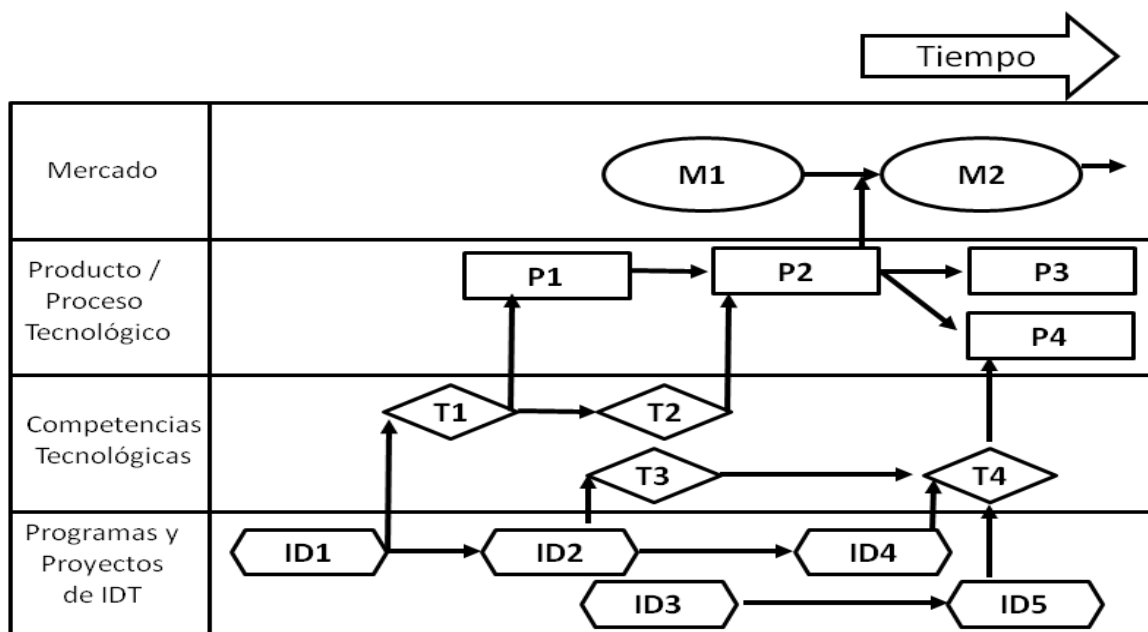 Tiempo
Mercado
M1
M2
Producto /
Proceso
Tecnológico
P1
P2
P3
P4
Competencias
Tecnológicas
T1
T2
T3
T4
Programas y
Proyectos
de IDT
ID1
ID2
ID4
ID3
ID5